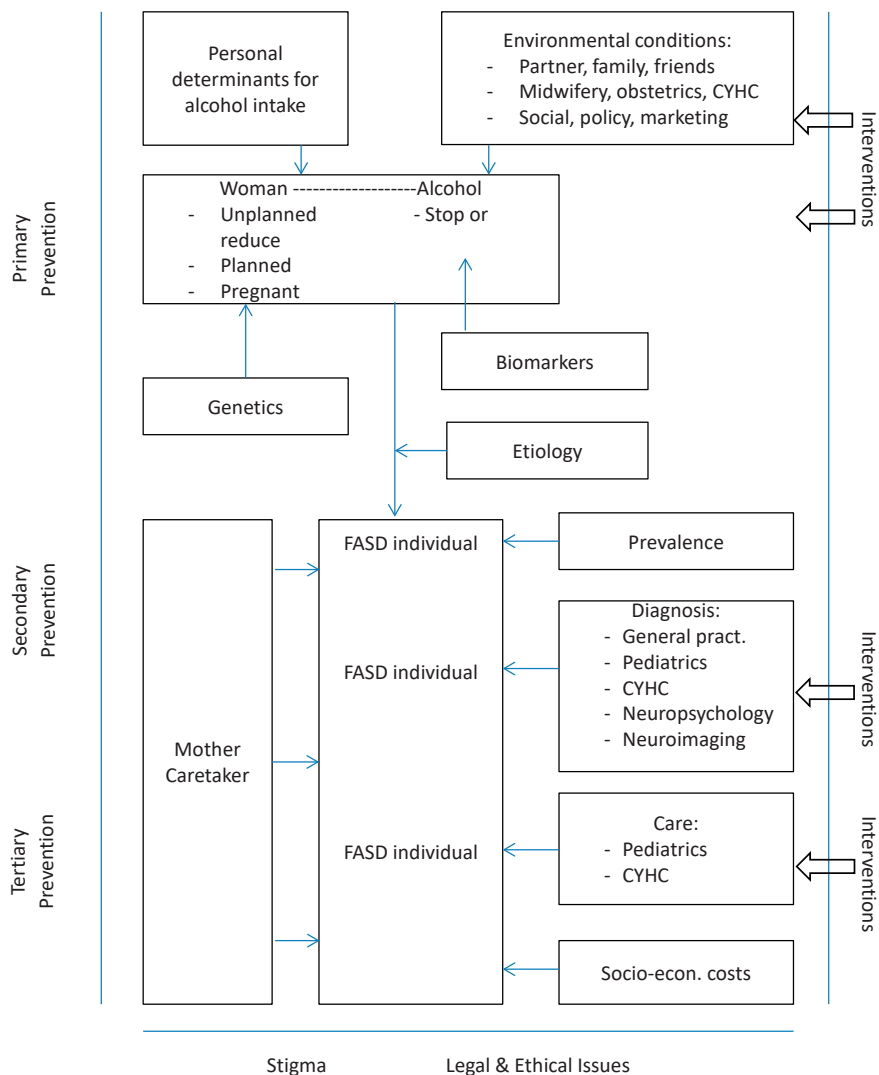 Personal
determinants for
alcohol intake
Environmental conditions:
- Partner, family, friends
- Midwifery, obstetrics, CYHC
- Social, policy, marketing
Interventions
Primary
Prevention
Woman -------------------Alcohol
- Unplanned - Stop or
reduce
- Planned
- Pregnant
Biomarkers
Genetics
Etiology
Secondary
Prevention
FASD individual
Prevalence
FASD individual
Diagnosis:
- General pract.
- Pediatrics
- CYHC
- Neuropsychology
- Neuroimaging
Interventions
Mother
Caretaker
Tertiary
Prevention
FASD individual
Care:
- Pediatrics
- CYHC
Interventions
Socio-econ. costs
Stigma Legal & Ethical Issues